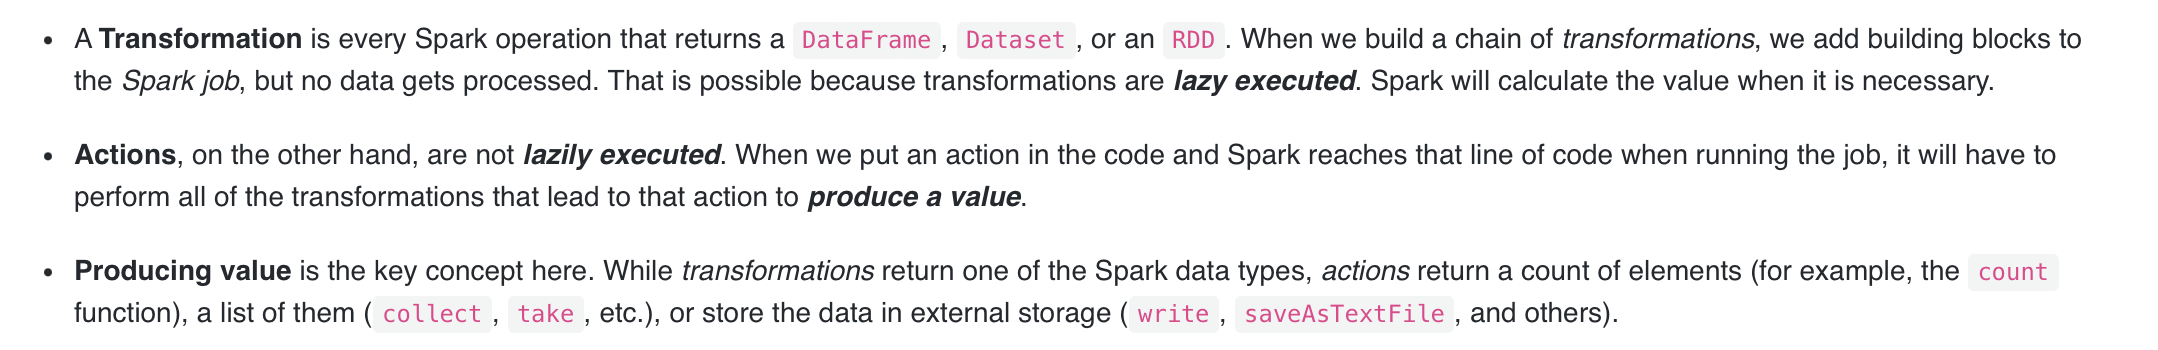 • A Transformation is every Spark operation that returns a DataFrame , Dataset , or an RDD . When we build a chain of transformations, we add building blocks to
the Spark job, but no data gets processed. That is possible because transformations are lazy executed. Spark will calculate the value when it is necessary.
• Actions, on the other hand, are not lazily executed. When we put an action in the code and Spark reaches that line of code when running the job, it will have to
perform all of the transformations that lead to that action to produce a value.
• Producing value is the key concept here. While transformations return one of the Spark data types, actions return a count of elements (for example, the count
function), a list of them ( collect , take , etc.), or store the data in external storage ( write , saveAsTextFile , and others).